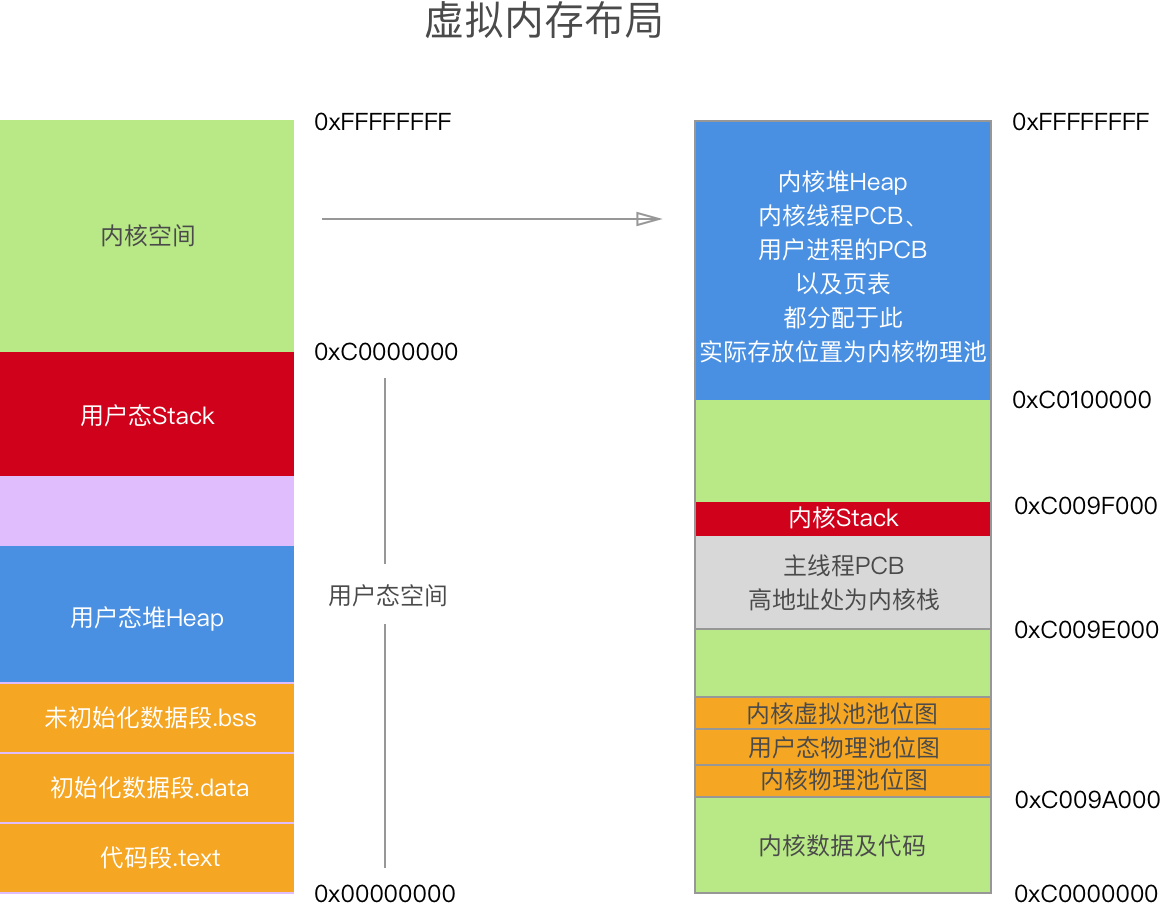 虚拟内存布局
0xFFFFFFFF
内核空间
0xC0000000
用户态Stack
用户态堆Heap
用户态空间
未初始化数据段.bss
初始化数据段.data
代码段.text
0x00000000
0xFFFFFFFF
内核堆Heap
内核线程PCB、
用户进程的PCB
以及页表
都分配于此
实际存放位置为内核物理池
0xC0100000
0xC009F000
内核Stack
主线程PCB
高地址处为内核栈
0xC009E000
内核虚拟池池位图
用户态物理池位图
内核物理池位图
0xC009A000
内核数据及代码
0xC0000000